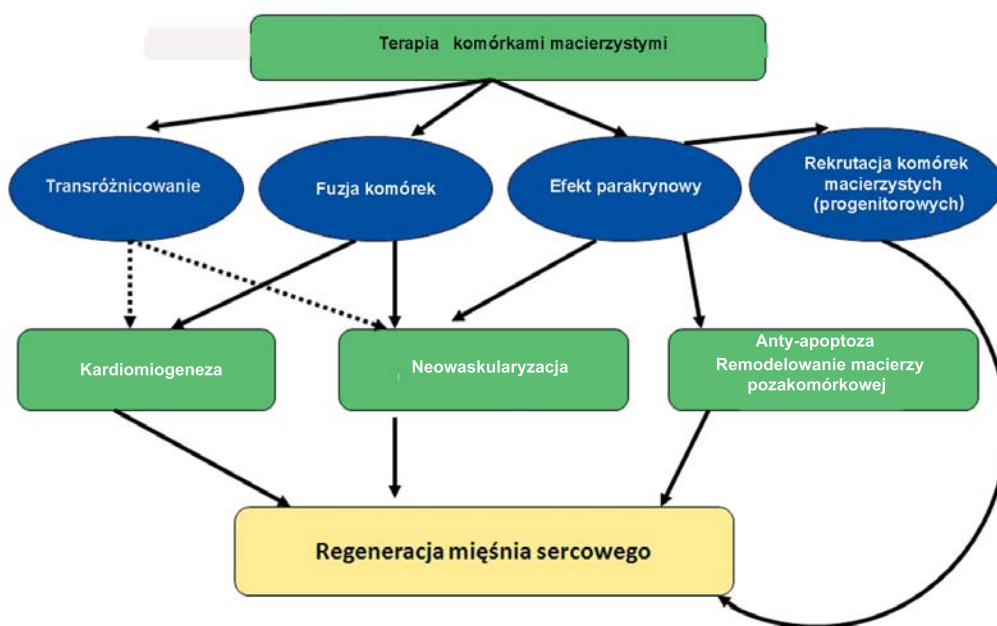 Terapia komórkami macierzystymi
Transróżnicowanie
Fuzja komórek
Efekt parakrynowy
Rekrutacja komórek
macierzystych
(progenitorowych)
Kardiomiogeneza
Neowaskularyzacja
Anty-apoptoza
Remodelowanie macierzy
pozakomórkowej
Regeneracja mięśnia sercowego